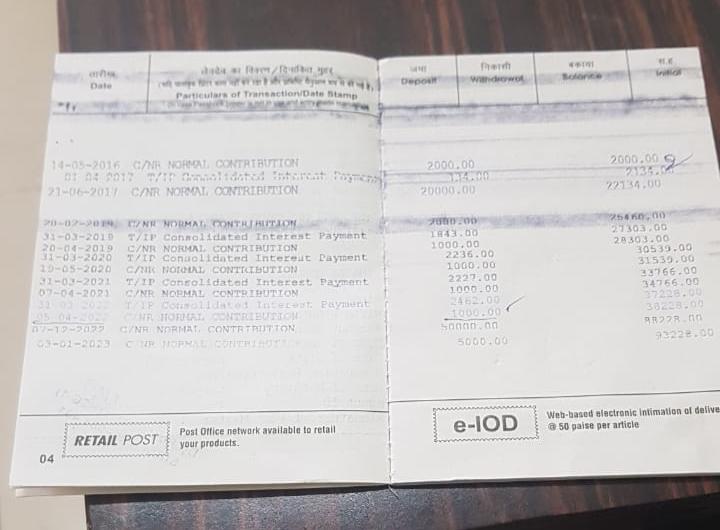 तारीख लेनदेन का विवरण/दिनांकित मुहर जमा निकासी बकाया स.ह.
Date Particulars of Transaction/Date Stamp Deposit Withdrawal Balance Initial
14-05-2016 C/NR NORMAL CONTRIBUTION 2000.00 2000.00
01 04 2017 T/IP Consolidated Interest Payment 134.00 2134.00
21-06-2017 C/NR NORMAL CONTRIBUTION 20000.00 22134.00
C/NR NORMAL CONTRIBUTION 25460.00
31-03-2019 T/IP Consolidated Interest Payment 1843.00 27303.00
20-04-2019 C/NR NORMAL CONTRIBUTION 1000.00 28303.00
31-03-2020 T/IP Consolidated Interest Payment 2236.00 30539.00
19-05-2020 C/NR NORMAL CONTRIBUTION 1000.00 31539.00
31-03-2021 T/IP Consolidated Interest Payment 2227.00 33766.00
07-04-2021 C/NR NORMAL CONTRIBUTION 1000.00 34766.00
31 03 2022 T/IP Consolidated Interest Payment 2462.00 37228.00
05 04 2022 C/NR NORMAL CONTRIBUTION 1000.00 38228.00
07-12-2022 C/NR NORMAL CONTRIBUTION 50000.00 88228.00
03-01-2023 C/NR NORMAL CONTRIBUTION 5000.00 93228.00
RETAIL POST
Post Office network available to retail
your products.
04
e-IOD
Web-based electronic intimation of delive
@ 50 paise per article